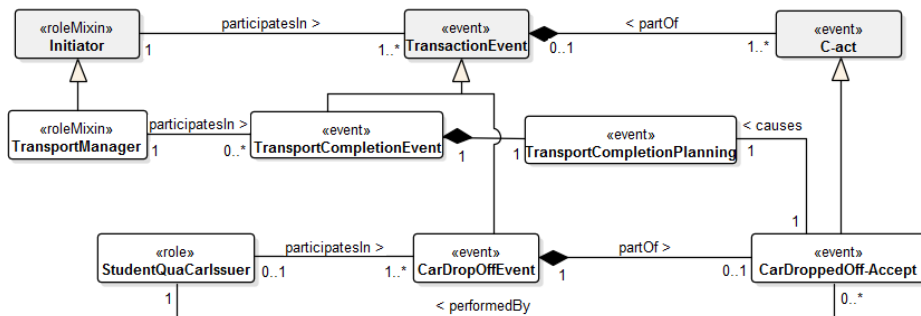 participatesIn >
< partOf
«roleMixin»
Initiator
1
1..*
«event»
TransactionEvent
0..1
1..*
«event»
C-act
«roleMixin»
TransportManager
participatesIn >
1
0..*
«event»
TransportCompletionEvent
1
1
«event»
TransportCompletionPlanning
< causes
1
1
«role»
StudentQuaCarIssuer
participatesIn >
0..1
1..*
«event»
CarDropOffEvent
1
partOf >
0..1
«event»
CarDroppedOff-Accept
1
< performedBy
0..*